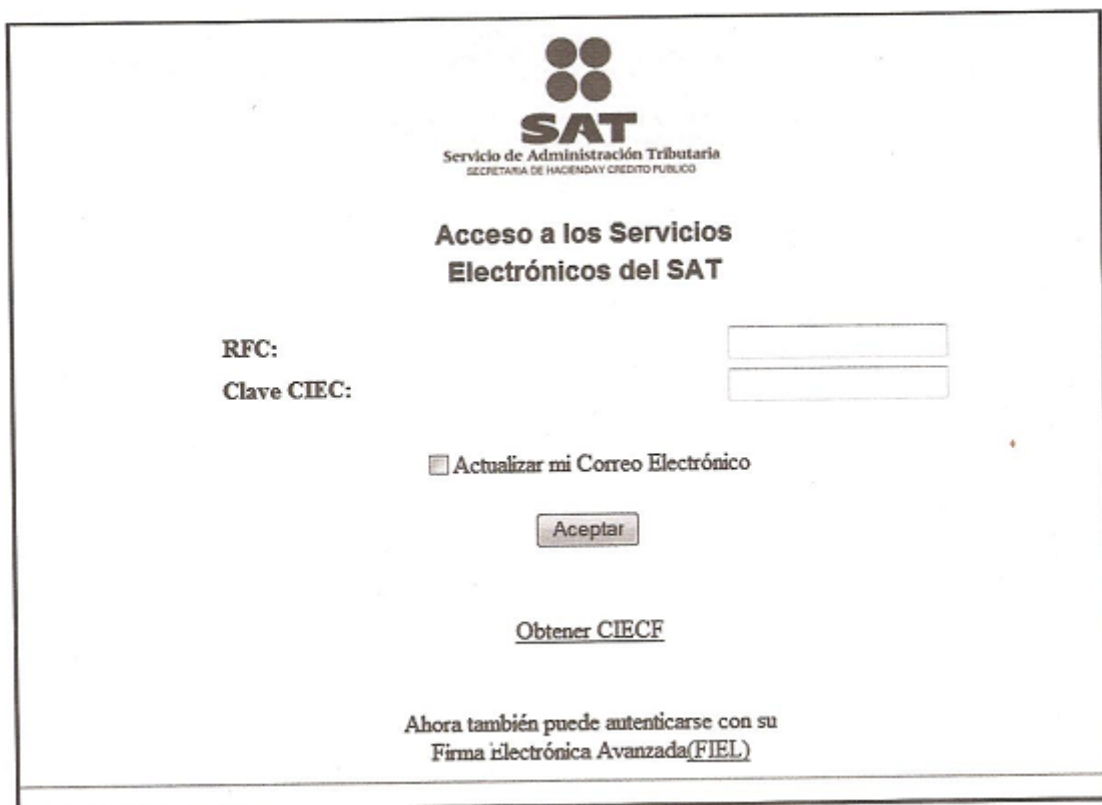 SAT
Servicio de Administración Tributaria
SECRETARIA DE HACIENDA Y CREDITO PUBLICO
Acceso a los Servicios
Electrónicos del SAT
RFC:
Clave CIEC:
Actualizar mi Correo Electrónico
Aceptar
Obtener CIECF
Ahora también puede autenticarse con su
Firma Electrónica Avanzada(FIEL)